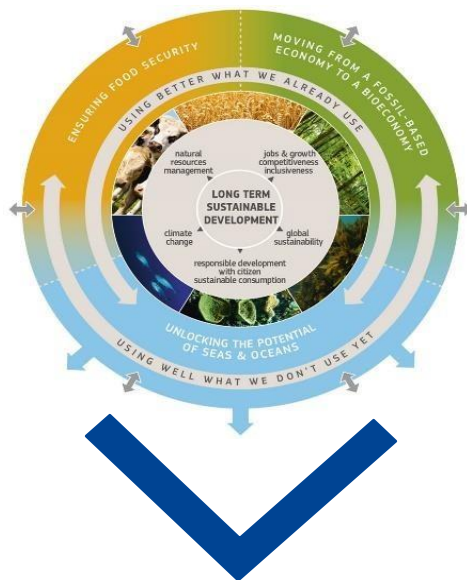 ENSURING FOOD SECURITY
MOVING FROM A FOSSIL-BASED
ECONOMY TO A BIOECONOMY
USING BETTER WHAT WE ALREADY USE
natural
resources
management
jobs & growth
competitiveness
inclusiveness
LONG TERM
SUSTAINABLE
DEVELOPMENT
climate
change
global
sustainability
responsible development
with citizen
sustainable consumption
UNLOCKING THE POTENTIAL
OF SEAS & OCEANS
USING WELL WHAT WE DON'T USE YET